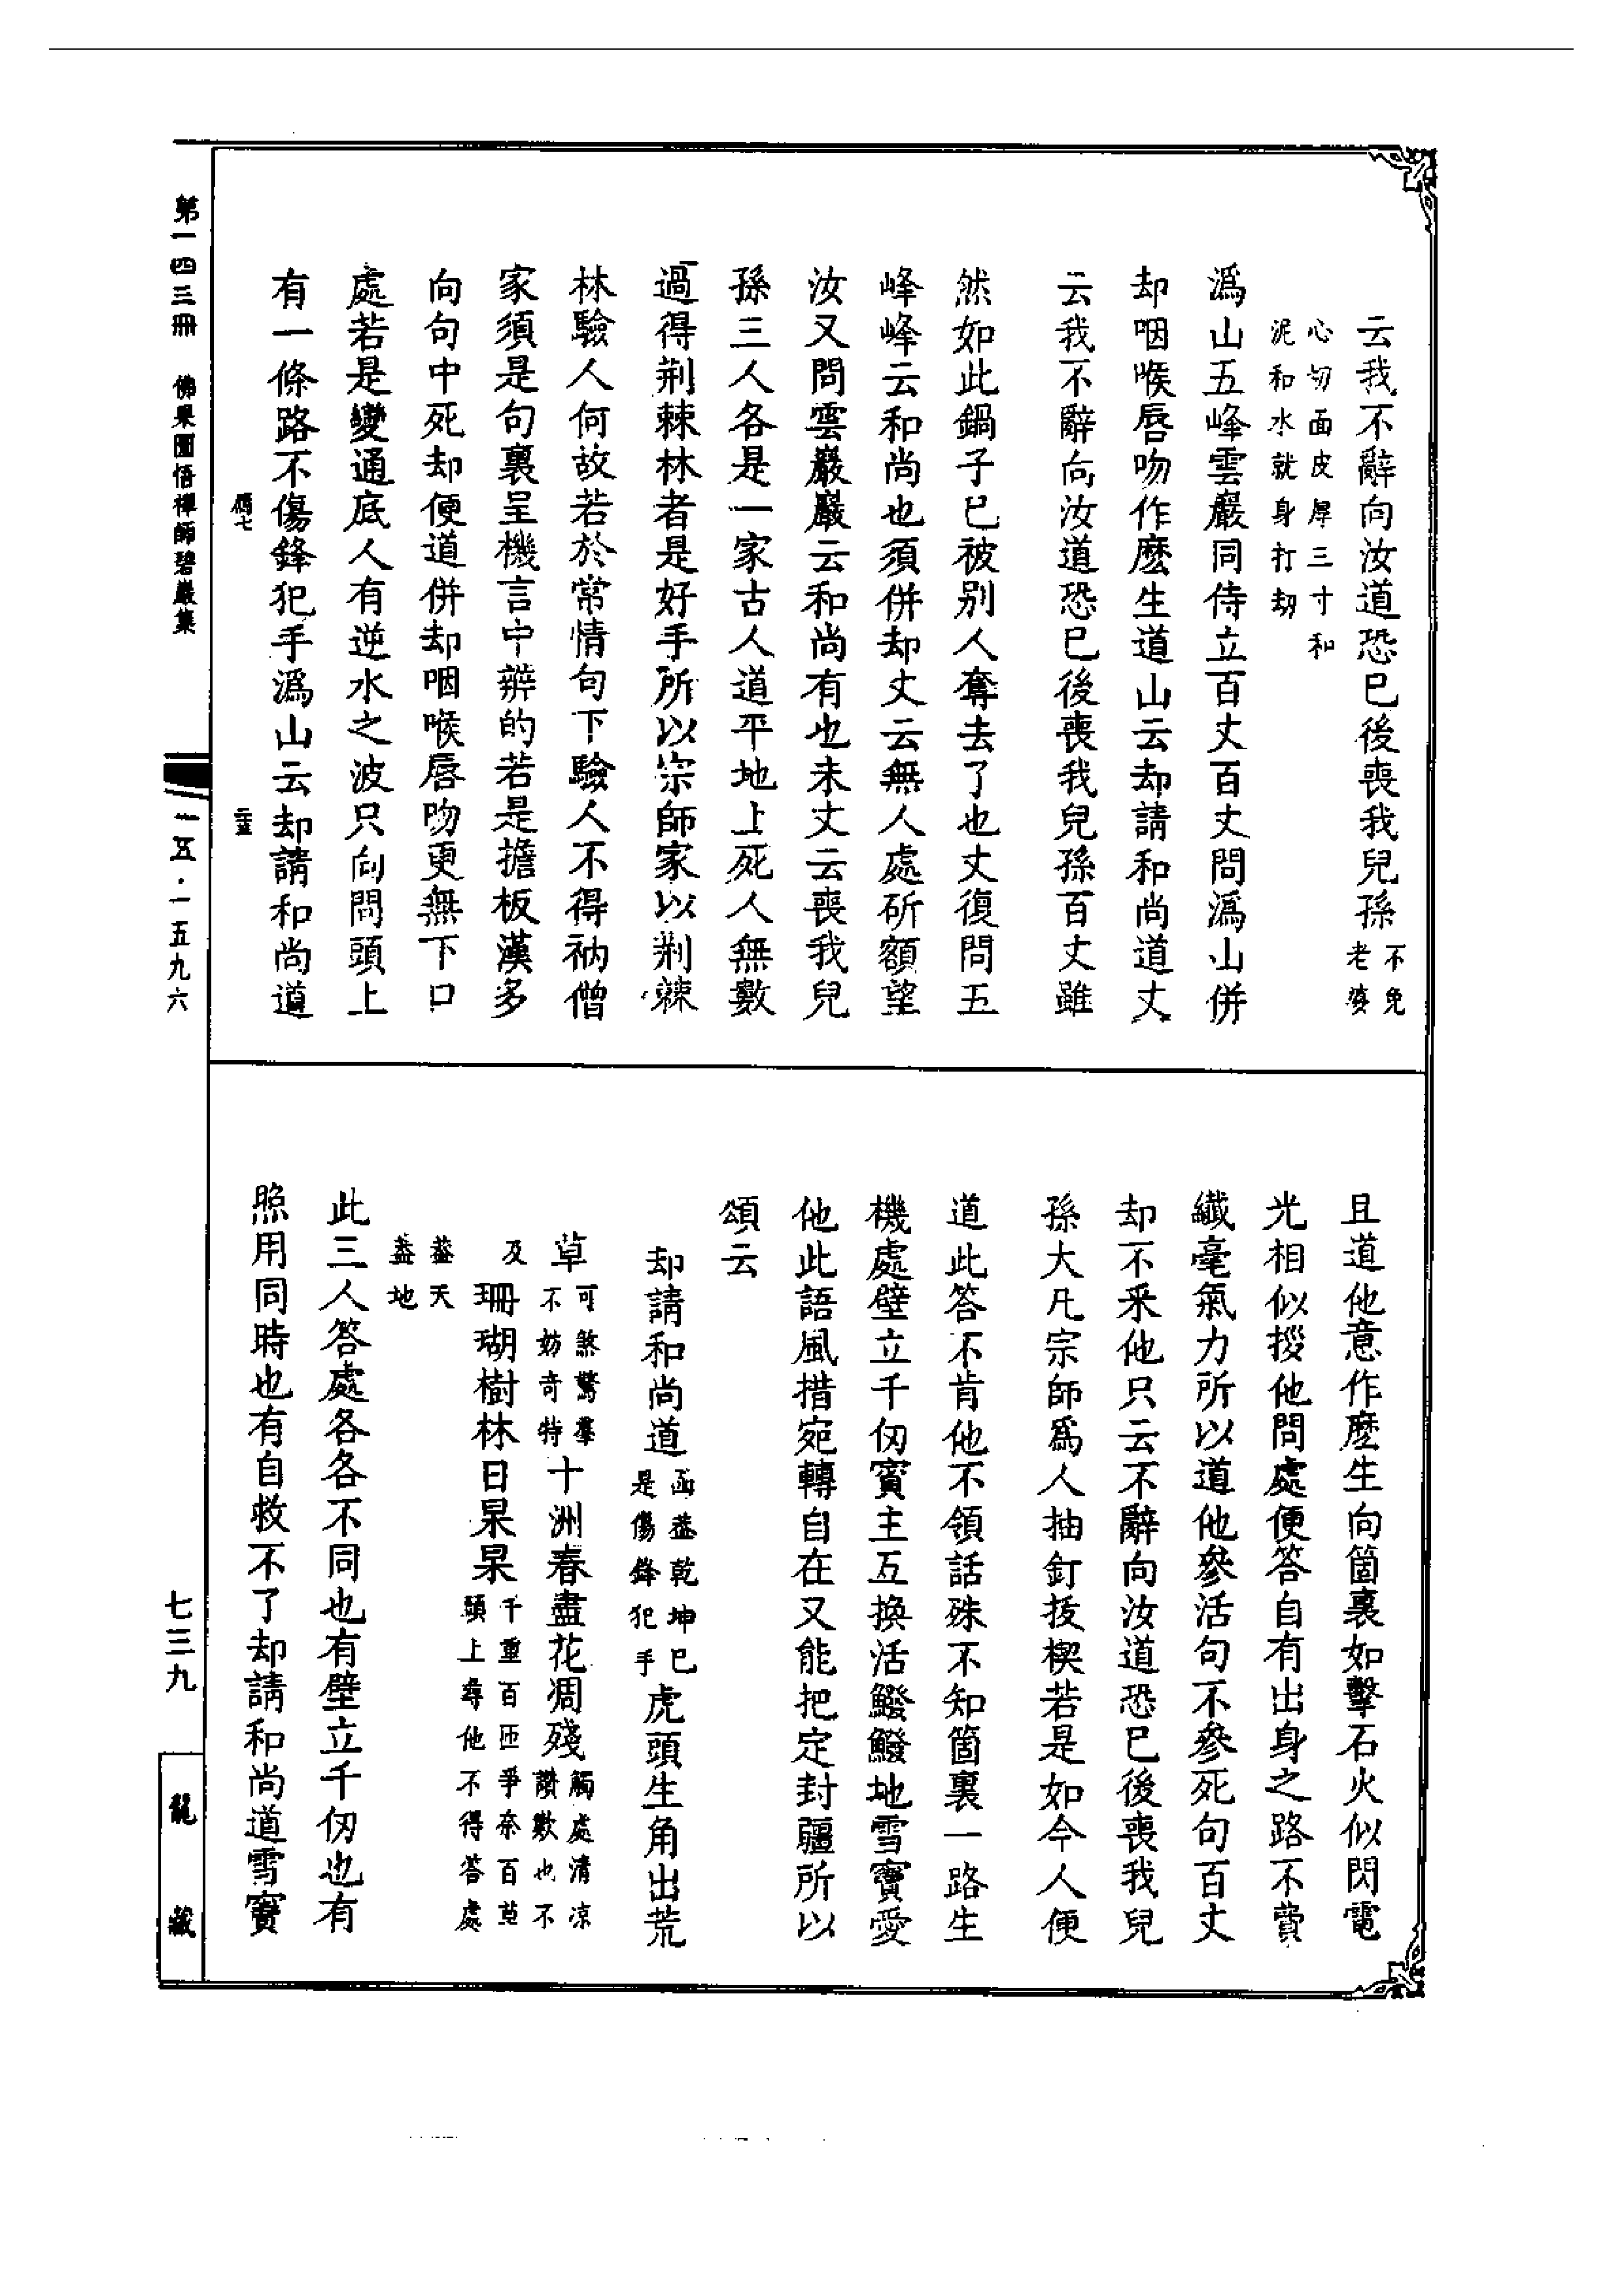 云我不辭向汝道恐已後喪我兒孫不免老婆
心切面皮厚三寸和泥和水就身打刼
溈山五峰雲巖同侍立百丈百丈問溈山併
却咽喉唇吻作麽生道山云却請和尚道丈
云我不辭向汝道恐已後喪我兒孫百丈雖
然如此鍋子已被別人奪去了也丈復問五
峰峰云和尚也須併却丈云無人處斫額望
汝又問雲巖巖云和尚有也未丈云喪我兒
孫三人各是一家古人道平地上死人無數
過得荆棘林者是好手所以宗師家以荆棘
林驗人何故若於常情句下驗人不得衲僧
家須是句裏呈機言中辨的若是擔板漢多
向句中死却便道併却咽喉唇吻更無下口
處若是變通底人有逆水之波只向問頭上
有一條路不傷鋒犯手溈山云却請和尚道
且道他意作麽生向箇裏如擊石火似閃電
光相似拶他問處便答自有出身之路不費
纖毫氣力所以道他參活句不參死句百丈
却不采他只云不辭向汝道恐已後喪我兒
孫大凡宗師爲人抽釘拔楔若是如今人便
道此答不肯他不領話殊不知箇裏一路生
機處壁立千仞賓主互換活鱍鱍地雪竇愛
他此語風措宛轉自在又能把定封疆所以
頌云
却請和尚道函蓋乾坤已是傷鋒犯手虎頭生角出荒
草可煞驚羣不妨奇特十洲春盡花凋殘觸處清凉讚歎也不
及珊瑚樹林日杲杲千重百匝爭奈百草頭上尋他不得答處
蓋天蓋地
此三人答處各各不同也有壁立千仞也有
照用同時也有自救不了却請和尚道雪竇
第一四三冊 佛果圜悟禪師碧巖集
一五·一五九六
七三九
龍藏